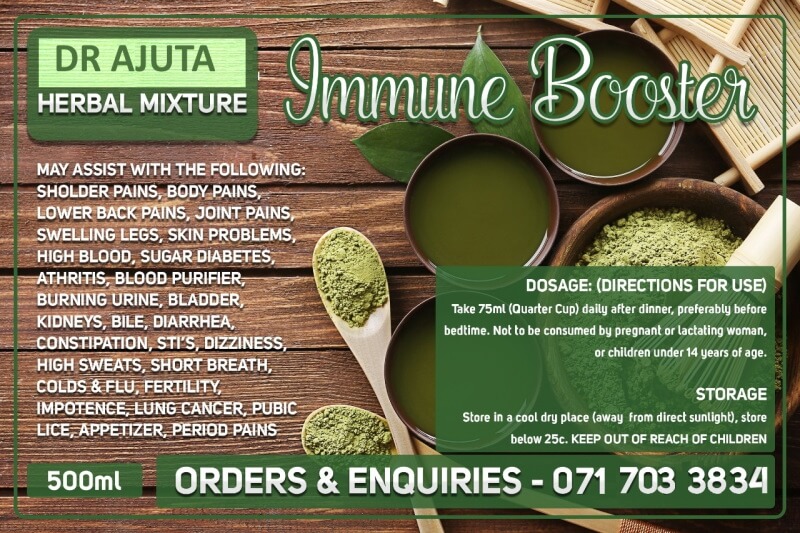 DR AJUTA
HERBAL MIXTURE
Immune Booster
MAY ASSIST WITH THE FOLLOWING:
SHOLDER PAINS, BODY PAINS,
LOWER BACK PAINS, JOINT PAINS,
SWELLING LEGS, SKIN PROBLEMS,
HIGH BLOOD, SUGAR DIABETES,
ATHRITIS, BLOOD PURIFIER,
BURNING URINE, BLADDER,
KIDNEYS, BILE, DIARRHEA,
CONSTIPATION, STI'S, DIZZINESS,
HIGH SWEATS, SHORT BREATH,
COLDS & FLU, FERTILITY,
IMPOTENCE, LUNG CANCER, PUBIC
LICE, APPETIZER, PERIOD PAINS
DOSAGE: (DIRECTIONS FOR USE)
Take 75ml (Quarter Cup) daily after dinner, preferably before
bedtime. Not to be consumed by pregnant or lactating woman,
or children under 14 years of age.
STORAGE
Store in a cool dry place (away from direct sunlight), store
below 25c. KEEP OUT OF REACH OF CHILDREN
500ml
ORDERS & ENQUIRIES - 071 703 3834